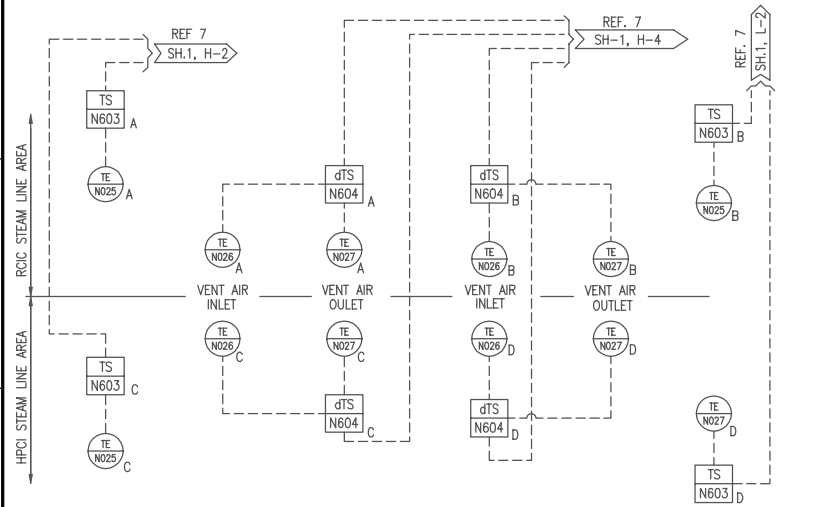 REF 7
SH.1, H-2
REF. 7
SH-1, H-4
REF. 7
SH.1, L-2
TS
N603
A
TE
N025
A
RCIC STEAM LINE AREA
dTS
N604
A
dTS
N604
B
TS
N603
B
TE
N025
B
TE
N026
A
TE
N027
A
TE
N026
B
TE
N027
B
VENT AIR
INLET
VENT AIR
OULET
VENT AIR
INLET
VENT AIR
OUTLET
HPCI STEAM LINE AREA
TE
N026
C
TE
N027
C
TE
N026
D
TE
N027
D
TS
N603
C
TE
N025
C
dTS
N604
C
dTS
N604
D
TE
N027
D
TS
N603
D